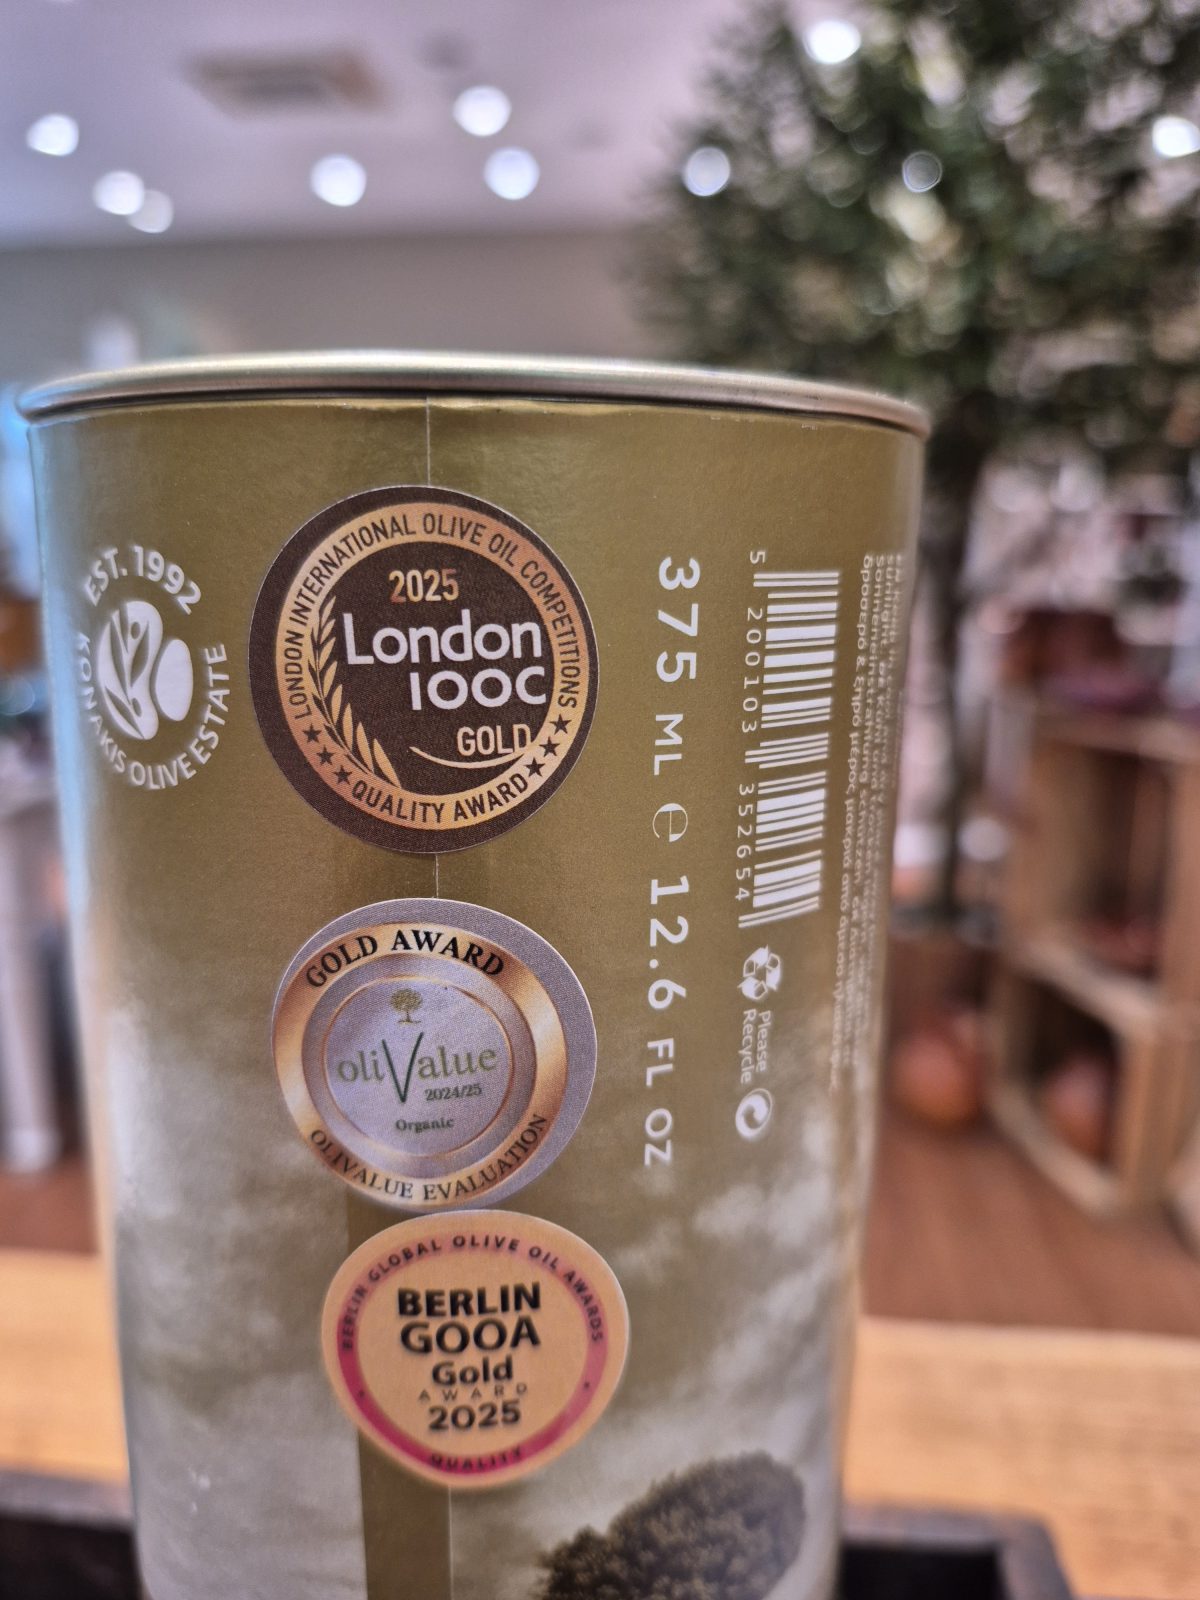 EST. 1992
KONAKIS OLIVE ESTATE
LONDON INTERNATIONAL OLIVE OIL COMPETITIONS
2025
London
IOOC
GOLD
QUALITY AWARD
GOLD AWARD
oliValue
2024/25
Organic
OLIVALUE EVALUATION
BERLIN GLOBAL OLIVE OIL AWARDS
BERLIN
GOOA
Gold
AWARD
2025
QUALITY
375 ML e 12.6 FL OZ
5 200103 352654
Please
Recycle